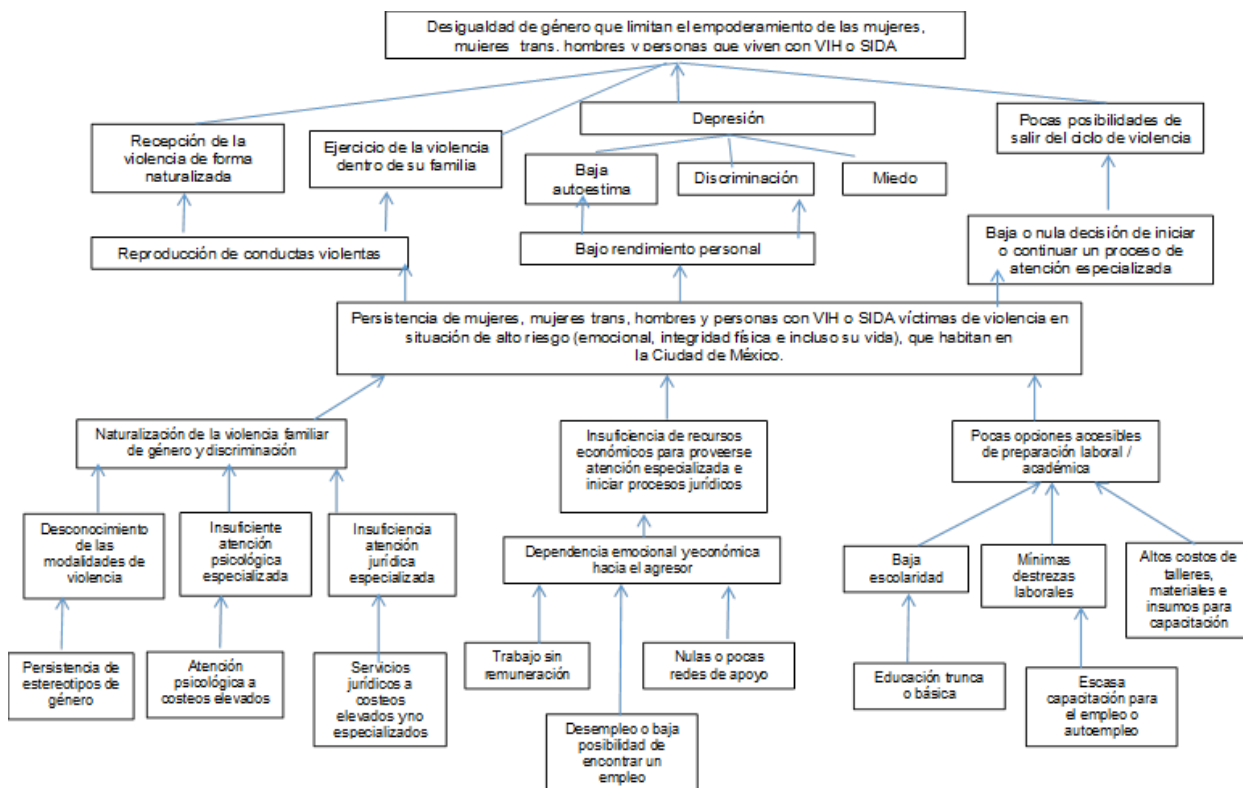 Desigualdad de género que limitan el empoderamiento de las mujeres,
mujeres trans, hombres y personas que viven con VIH o SIDA
Recepción de la
violencia de forma
naturalizada
Ejercicio de la violencia
dentro de su familia
Depresión
Pocas posibilidades de
salir del ciclo de violencia
Baja
autoestima
Discriminación
Miedo
Reproducción de conductas violentas
Bajo rendimiento personal
Baja o nula decisión de iniciar
o continuar un proceso de
atención especializada
Persistencia de mujeres, mujeres trans, hombres y personas con VIH o SIDA víctimas de violencia en
situación de alto riesgo (emocional, integridad física e incluso su vida), que habitan en
la Ciudad de México.
Naturalización de la violencia familiar
de género y discriminación
Insuficiencia de recursos
económicos para proveerse
atención especializada e
iniciar procesos jurídicos
Pocas opciones accesibles
de preparación laboral /
académica
Desconocimiento
de las
modalidades de
violencia
Insuficiente
atención
psicológica
especializada
Insuficiencia
atención
jurídica
especializada
Dependencia emocional yeconómica
hacia el agresor
Baja
escolaridad
Mínimas
destrezas
laborales
Altos costos de
talleres,
materiales e
insumos para
capacitación
Persistencia de
estereotipos de
género
Atención
psicológica a
costeos elevados
Servicios
jurídicos a
costeos
elevados yno
especializados
Trabajo sin
remuneración
Nulas o pocas
redes de apoyo
Educación trunca
o básica
Escasa
capacitación para
el empleo o
autoempleo
Desempleo o baja
posibilidad de
encontrar un
empleo